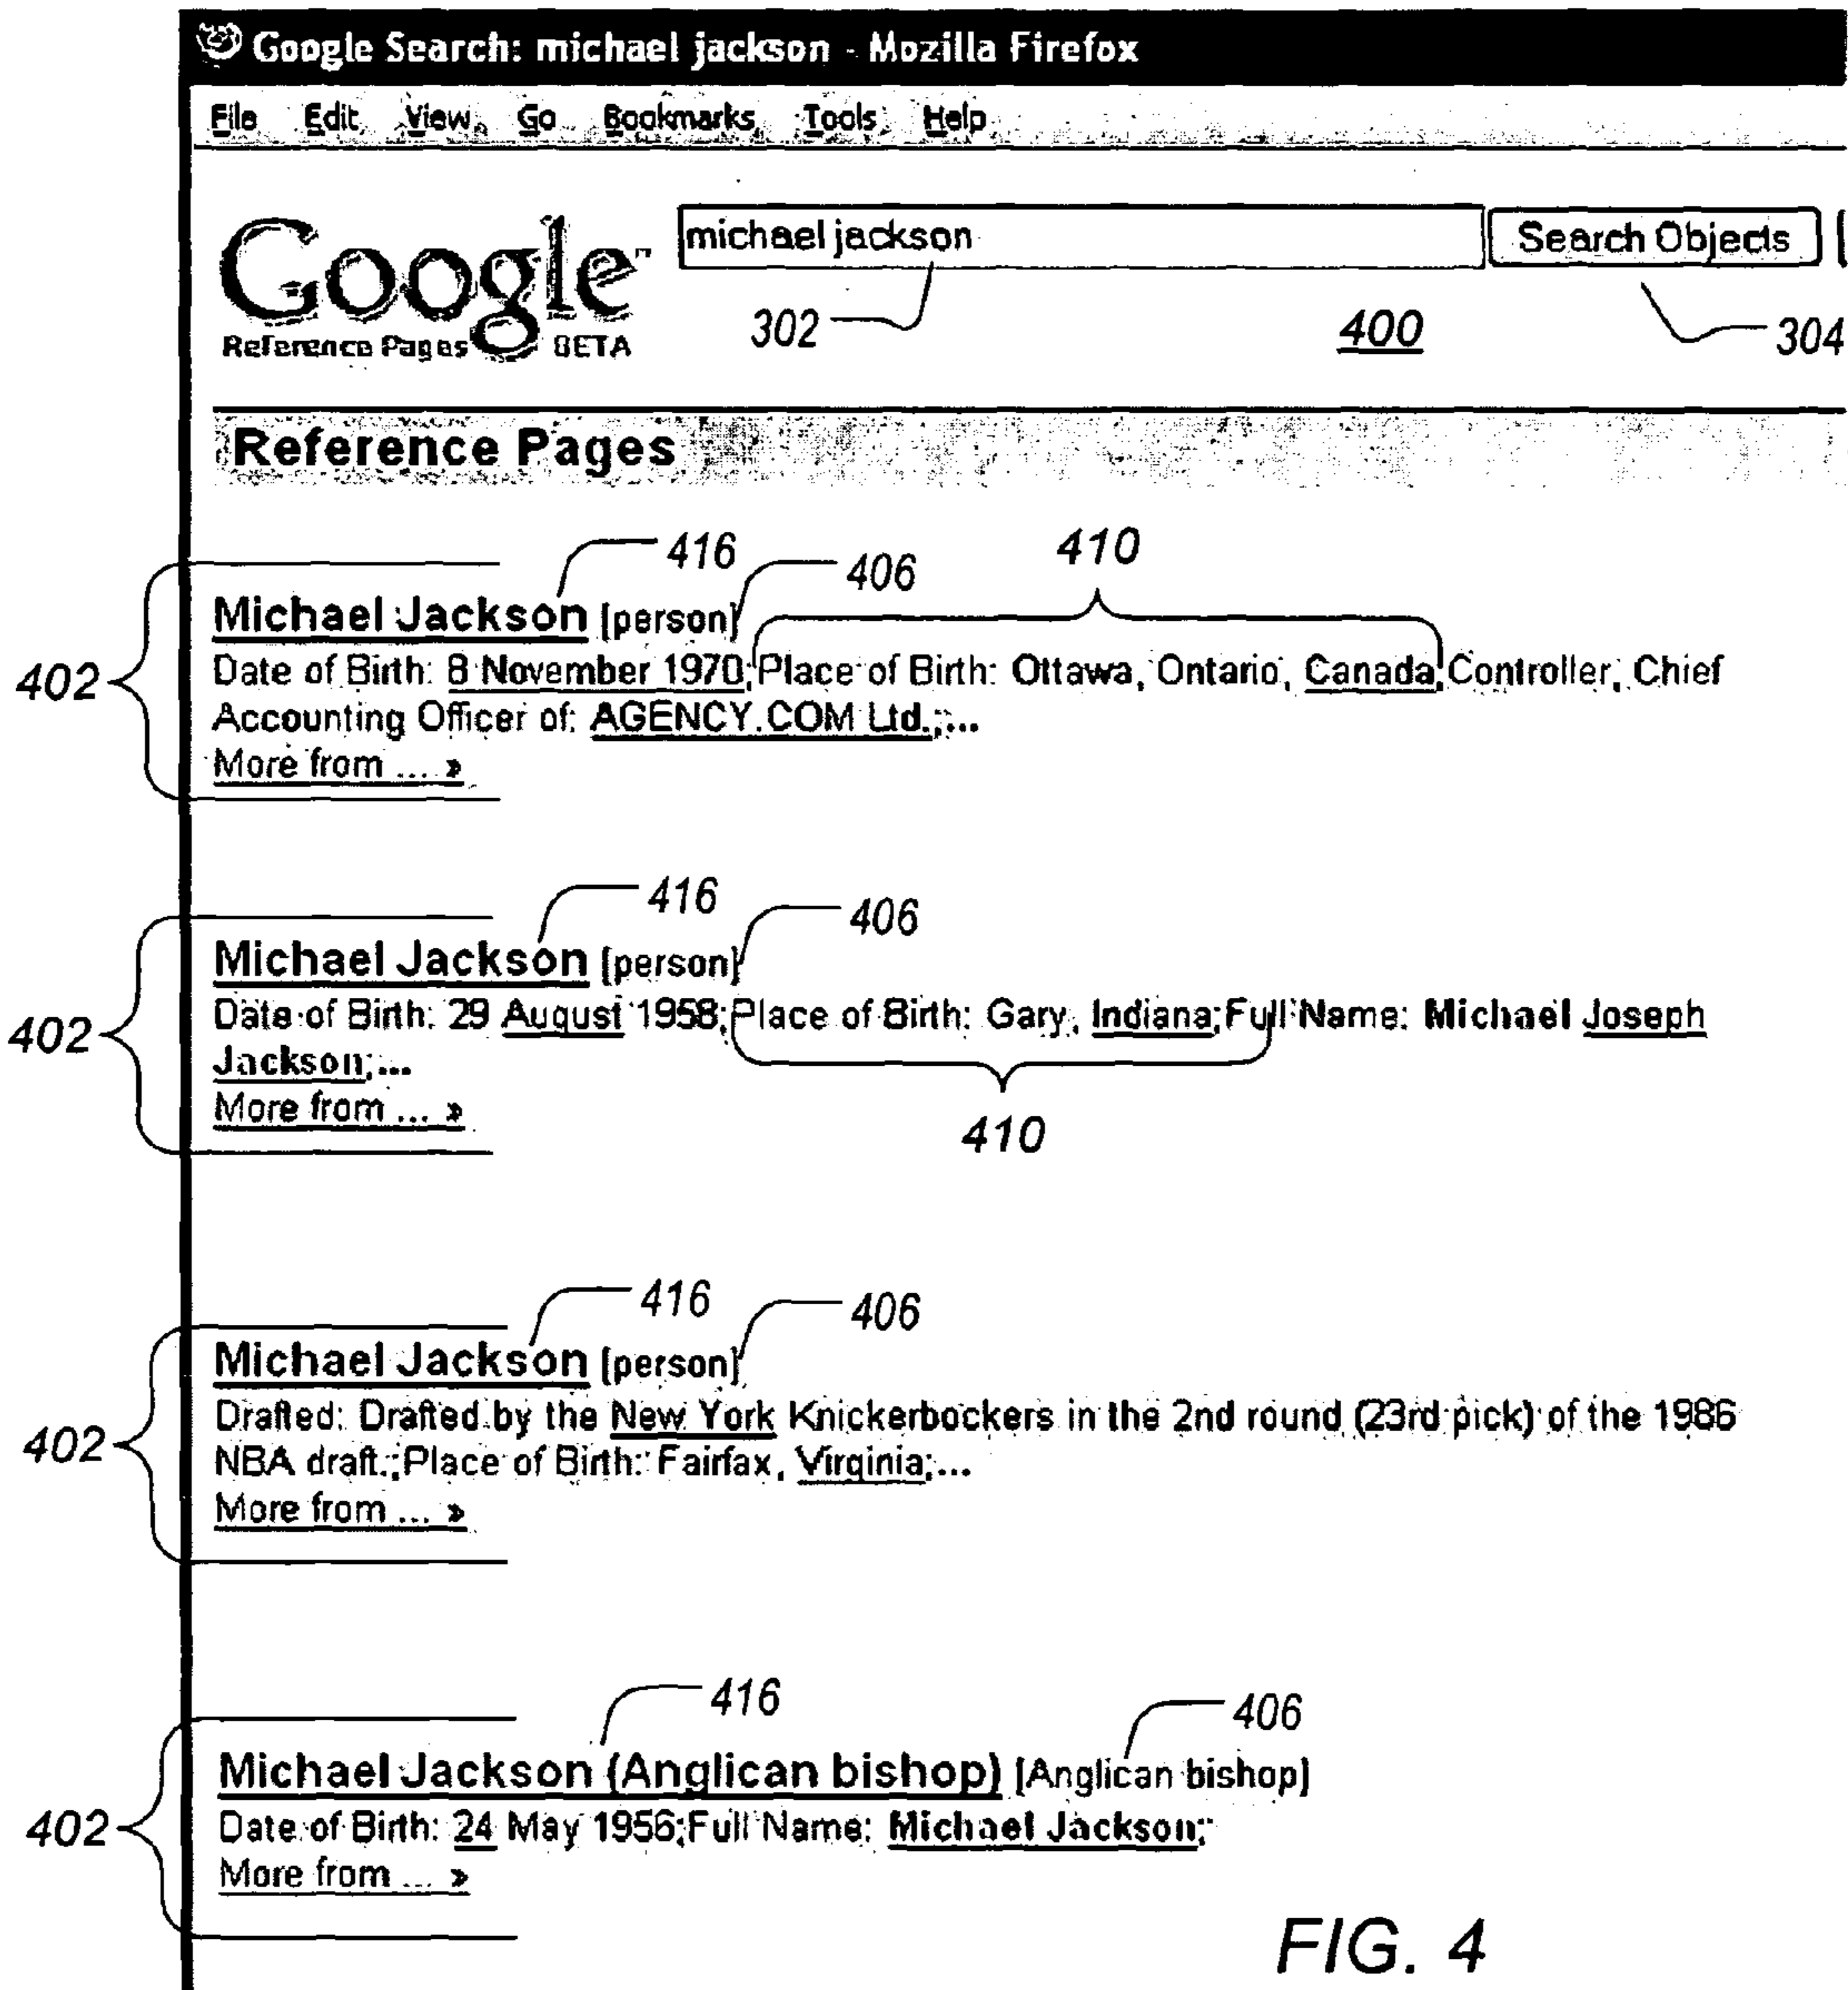 Google Search: michael jackson - Mozilla Firefox
File Edit View Go Bookmarks Tools Help
Google™ michael jackson Search Objects
Reference Pages BETA 302 400 304
Reference Pages
416 406 410
Michael Jackson [person]
402 Date of Birth: 8 November 1970;Place of Birth: Ottawa, Ontario, Canada;Controller, Chief
Accounting Officer of: AGENCY.COM Ltd.;...
More from ... »
416 406
Michael Jackson [person]
402 Date of Birth: 29 August 1958;Place of Birth: Gary, Indiana;Full Name: Michael Joseph
Jackson;...
More from ... »
410
416 406
Michael Jackson [person]
Drafted: Drafted by the New York Knickerbockers in the 2nd round (23rd pick) of the 1986
402 NBA draft.;Place of Birth: Fairfax, Virginia;...
More from ... »
416 406
Michael Jackson (Anglican bishop) [Anglican bishop]
402 Date of Birth: 24 May 1956;Full Name: Michael Jackson;
More from ... »
FIG. 4